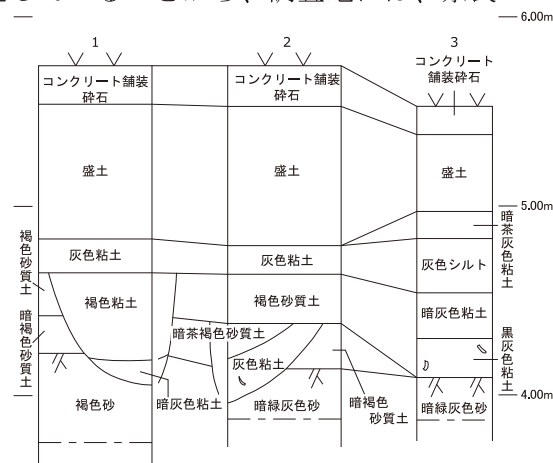 6.00m
1
2
3
コンクリート舗装
砕石
コンクリート舗装
砕石
コンクリート
舗装砕石
盛土
盛土
盛土
5.00m
褐色砂質土
暗褐色砂質土
灰色粘土
灰色粘土
灰色シルト
暗茶灰色粘土
褐色粘土
褐色砂質土
暗灰色粘土
暗茶褐色砂質土
灰色粘土
黒灰色粘土
4.00m
褐色砂
暗灰色粘土
暗緑灰色砂
暗褐色
砂質土
暗緑灰色砂